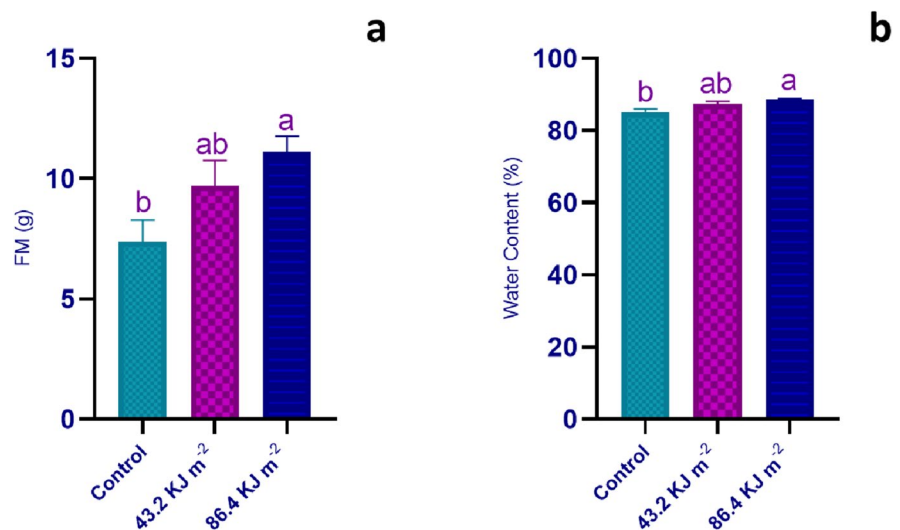 a
15
10
5
0
FM (g)
b
ab
a
Control
43.2 KJ m⁻²
86.4 KJ m⁻²
b
100
80
60
40
20
0
Water Content (%)
b
ab
a
Control
43.2 KJ m⁻²
86.4 KJ m⁻²